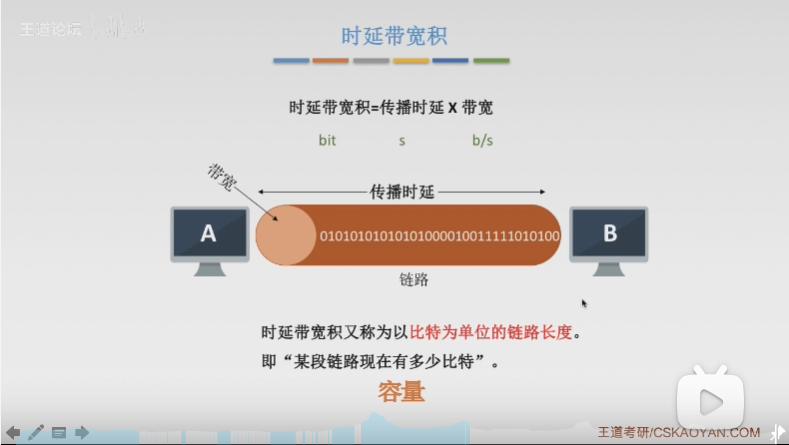 王道论坛
时延带宽积
时延带宽积=传播时延 X 带宽
bit s b/s
带宽
传播时延
A
0101010101010100001001111101010​0
B
链路
时延带宽积又称为以比特为单位的链路长度。
即“某段链路现在有多少比特”。
容量
王道考研/CSKAOYAN.COM